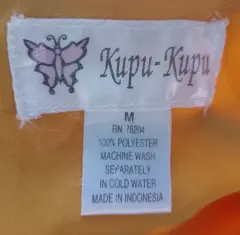 Kupu-Kupu
M
RN 78204
100% POLYESTER
MACHINE WASH
SEPARATELY
IN COLD WATER
MADE IN INDONESIA